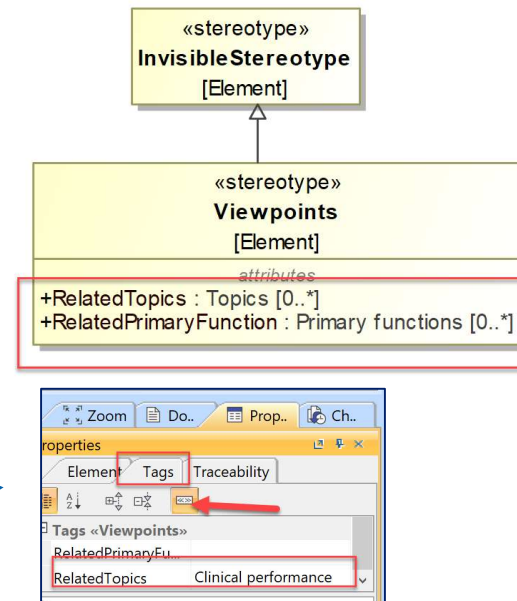 «stereotype»
InvisibleStereotype
[Element]
«stereotype»
Viewpoints
[Element]
attributes
+RelatedTopics : Topics [0..*]
+RelatedPrimaryFunction : Primary functions [0..*]
Zoom Do.. Prop.. Ch..
roperties
Element Tags Traceability
Tags «Viewpoints»
RelatedPrimaryFu...
RelatedTopics Clinical performance